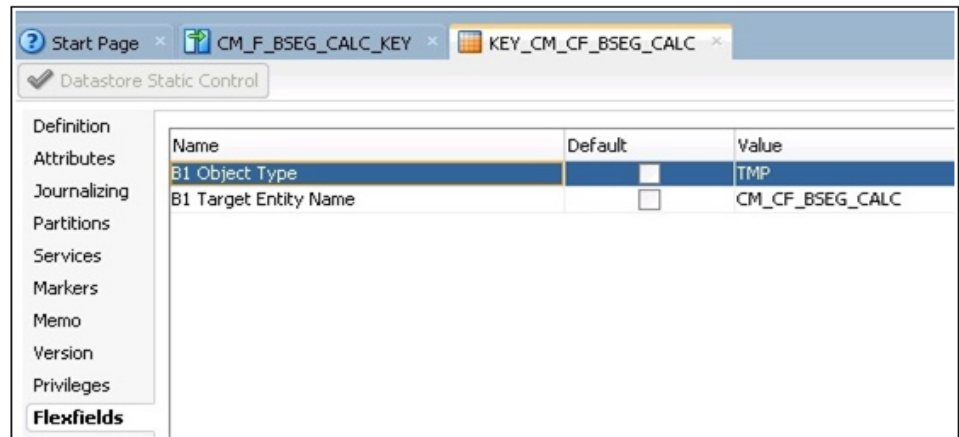 Start Page CM_F_BSEG_CALC_KEY KEY_CM_CF_BSEG_CALC
Datastore Static Control
Definition
Attributes
Journalizing
Partitions
Services
Markers
Memo
Version
Privileges
Flexfields
Name Default Value
B1 Object Type TMP
B1 Target Entity Name CM_CF_BSEG_CALC